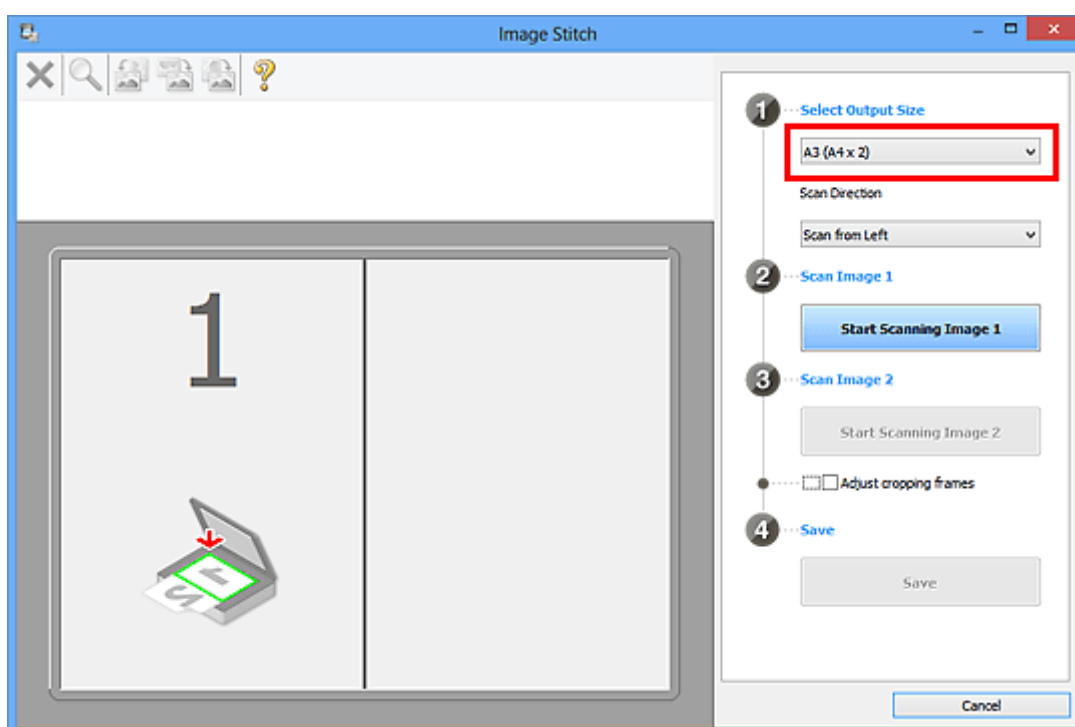 Image Stitch
1 Select Output Size
A3 (A4 x 2)
Scan Direction
Scan from Left
2 Scan Image 1
Start Scanning Image 1
3 Scan Image 2
Start Scanning Image 2
Adjust cropping frames
4 Save
Save
Cancel
1
1
2